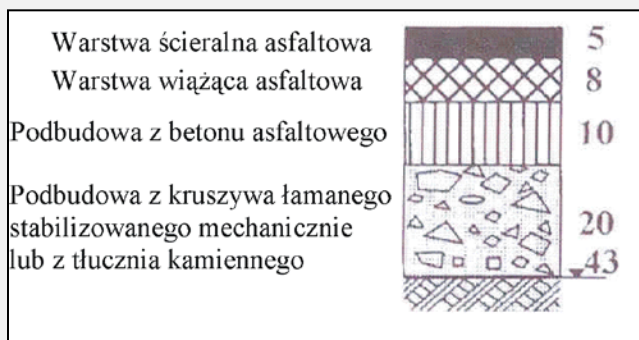 Warstwa ścieralna asfaltowa 5
Warstwa wiążąca asfaltowa 8
Podbudowa z betonu asfaltowego 10
Podbudowa z kruszywa łamanego
stabilizowanego mechanicznie 20
lub z tłucznia kamiennego 43